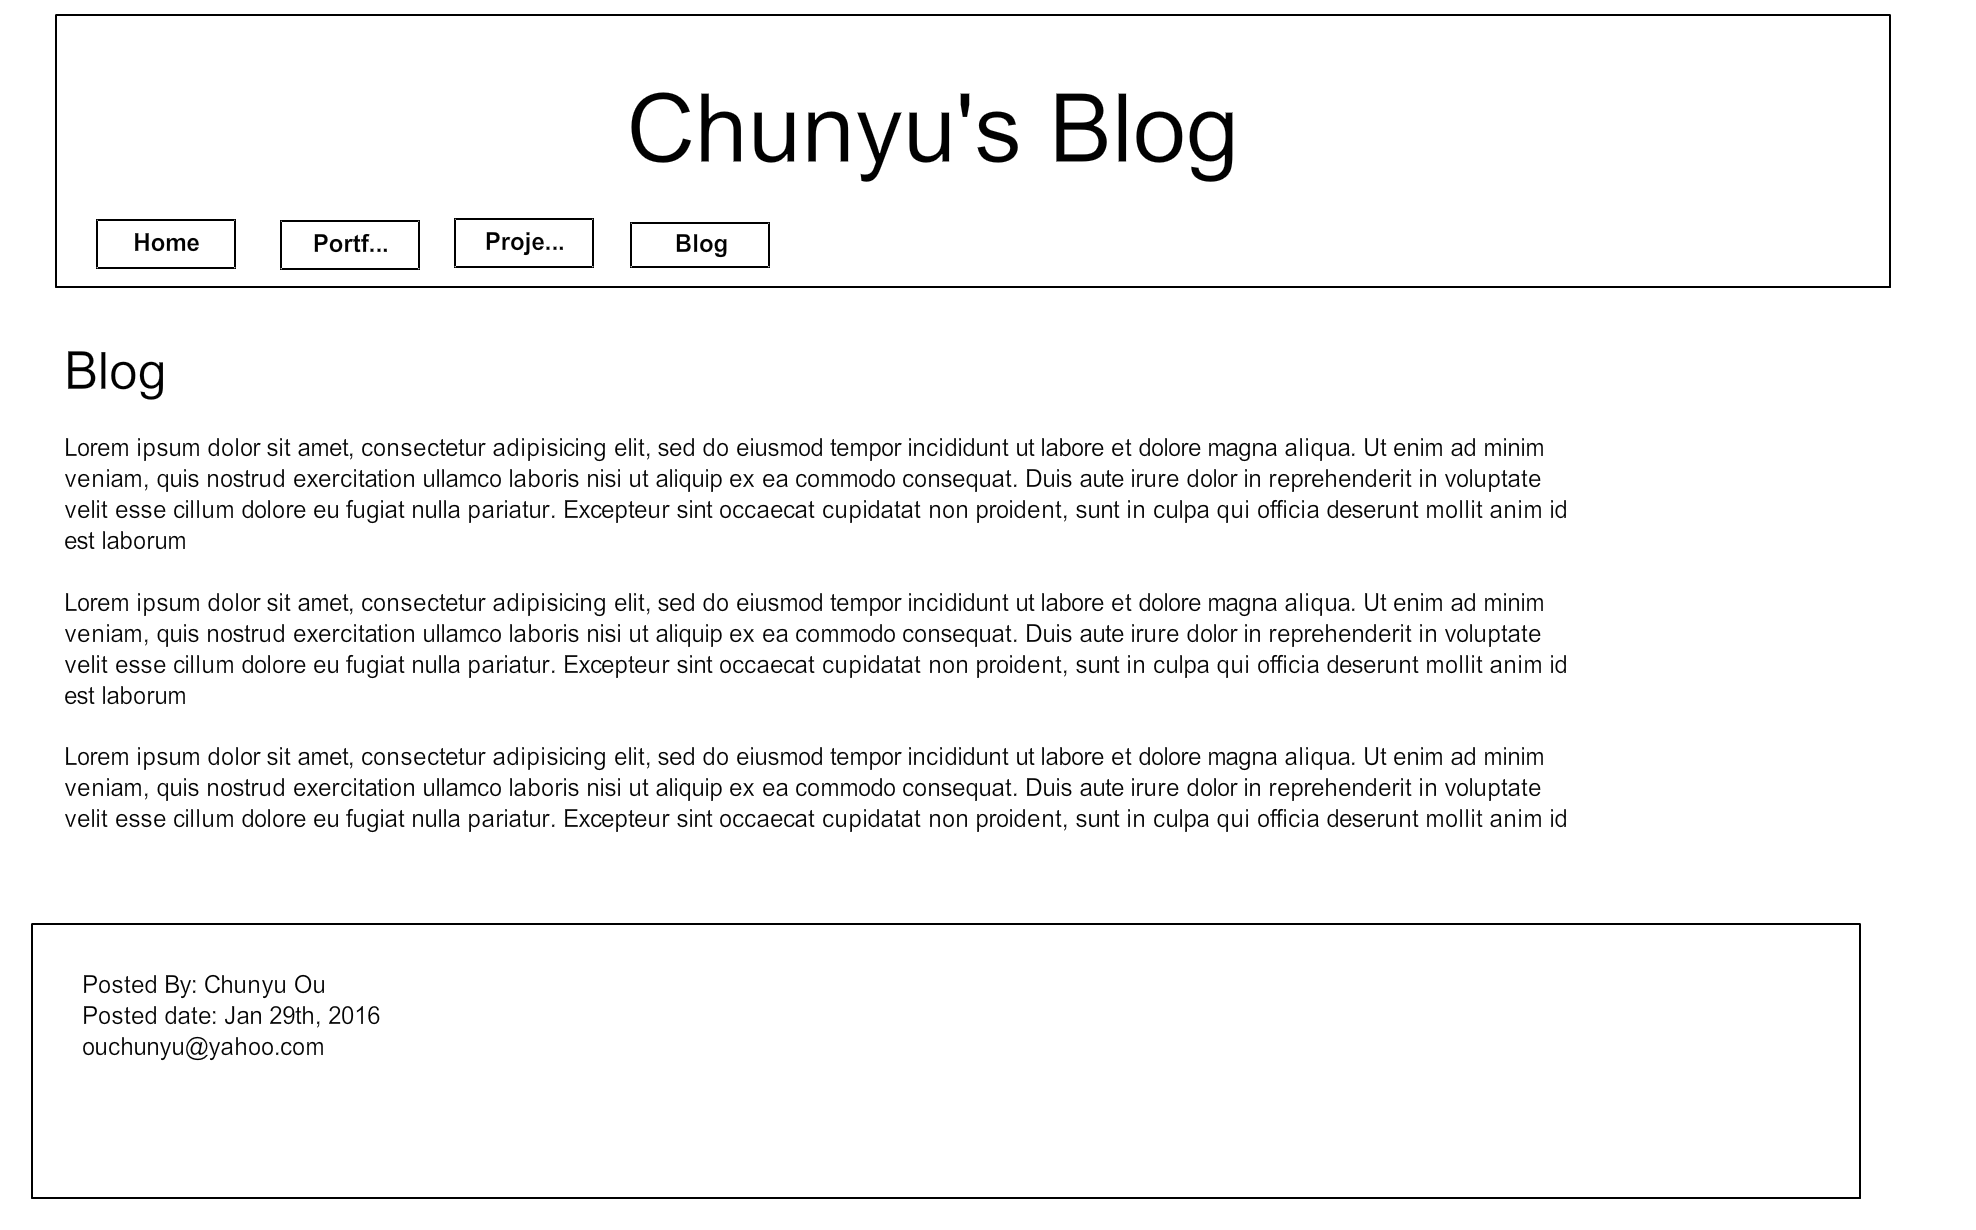 Chunyu's Blog
Home Portf... Proje... Blog
Blog
Lorem ipsum dolor sit amet, consectetur adipisicing elit, sed do eiusmod tempor incididunt ut labore et dolore magna aliqua. Ut enim ad minim
veniam, quis nostrud exercitation ullamco laboris nisi ut aliquip ex ea commodo consequat. Duis aute irure dolor in reprehenderit in voluptate
velit esse cillum dolore eu fugiat nulla pariatur. Excepteur sint occaecat cupidatat non proident, sunt in culpa qui officia deserunt mollit anim id
est laborum
Lorem ipsum dolor sit amet, consectetur adipisicing elit, sed do eiusmod tempor incididunt ut labore et dolore magna aliqua. Ut enim ad minim
veniam, quis nostrud exercitation ullamco laboris nisi ut aliquip ex ea commodo consequat. Duis aute irure dolor in reprehenderit in voluptate
velit esse cillum dolore eu fugiat nulla pariatur. Excepteur sint occaecat cupidatat non proident, sunt in culpa qui officia deserunt mollit anim id
est laborum
Lorem ipsum dolor sit amet, consectetur adipisicing elit, sed do eiusmod tempor incididunt ut labore et dolore magna aliqua. Ut enim ad minim
veniam, quis nostrud exercitation ullamco laboris nisi ut aliquip ex ea commodo consequat. Duis aute irure dolor in reprehenderit in voluptate
velit esse cillum dolore eu fugiat nulla pariatur. Excepteur sint occaecat cupidatat non proident, sunt in culpa qui officia deserunt mollit anim id
Posted By: Chunyu Ou
Posted date: Jan 29th, 2016
ouchunyu@yahoo.com